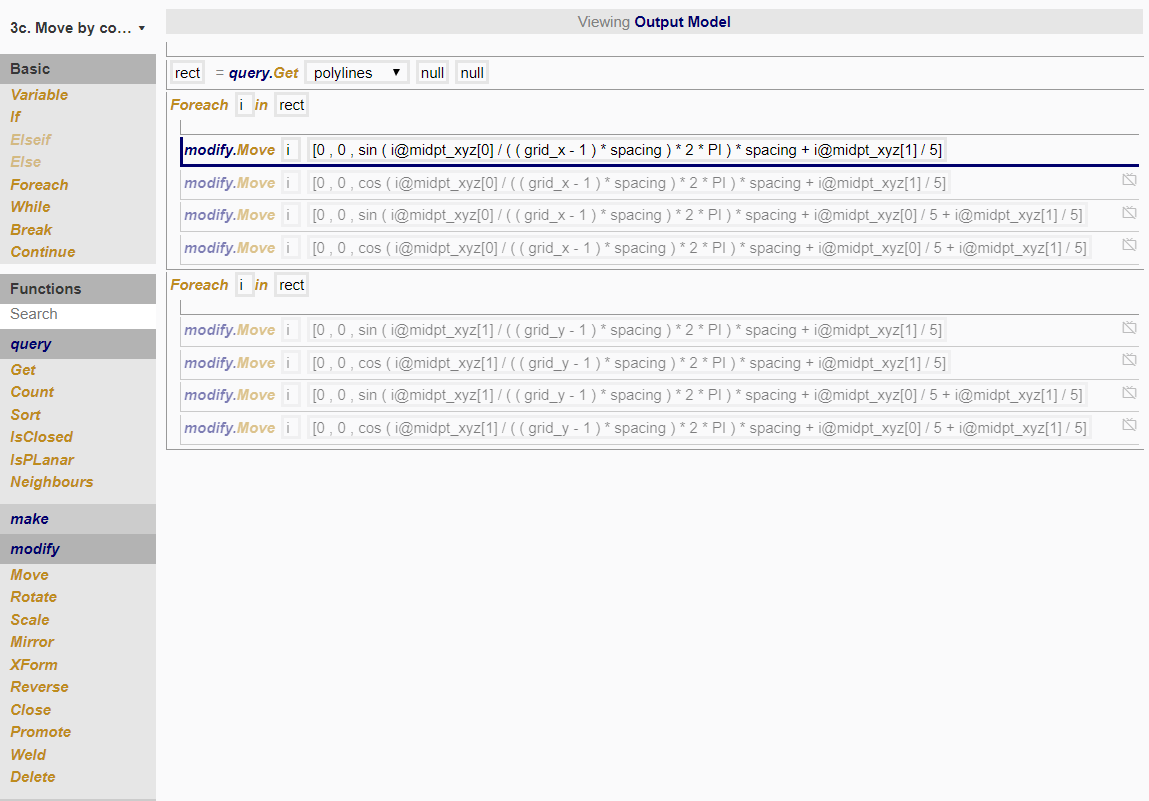 3c. Move by co... ▾
Viewing Output Model
Basic
Variable
If
Elseif
Else
Foreach
While
Break
Continue
Functions
Search
query
Get
Count
Sort
IsClosed
IsPLanar
Neighbours
make
modify
Move
Rotate
Scale
Mirror
XForm
Reverse
Close
Promote
Weld
Delete
rect = query.Get polylines ▼ null null
Foreach i in rect
modify.Move i [0 , 0 , sin ( i@midpt_xyz[0] / ( ( grid_x - 1 ) * spacing ) * 2 * PI ) * spacing + i@midpt_xyz[1] / 5]
modify.Move i [0 , 0 , cos ( i@midpt_xyz[0] / ( ( grid_x - 1 ) * spacing ) * 2 * PI ) * spacing + i@midpt_xyz[1] / 5]
modify.Move i [0 , 0 , sin ( i@midpt_xyz[0] / ( ( grid_x - 1 ) * spacing ) * 2 * PI ) * spacing + i@midpt_xyz[0] / 5 + i@midpt_xyz[1] / 5]
modify.Move i [0 , 0 , cos ( i@midpt_xyz[0] / ( ( grid_x - 1 ) * spacing ) * 2 * PI ) * spacing + i@midpt_xyz[0] / 5 + i@midpt_xyz[1] / 5]
Foreach i in rect
modify.Move i [0 , 0 , sin ( i@midpt_xyz[1] / ( ( grid_y - 1 ) * spacing ) * 2 * PI ) * spacing + i@midpt_xyz[1] / 5]
modify.Move i [0 , 0 , cos ( i@midpt_xyz[1] / ( ( grid_y - 1 ) * spacing ) * 2 * PI ) * spacing + i@midpt_xyz[1] / 5]
modify.Move i [0 , 0 , sin ( i@midpt_xyz[1] / ( ( grid_y - 1 ) * spacing ) * 2 * PI ) * spacing + i@midpt_xyz[0] / 5 + i@midpt_xyz[1] / 5]
modify.Move i [0 , 0 , cos ( i@midpt_xyz[1] / ( ( grid_y - 1 ) * spacing ) * 2 * PI ) * spacing + i@midpt_xyz[0] / 5 + i@midpt_xyz[1] / 5]